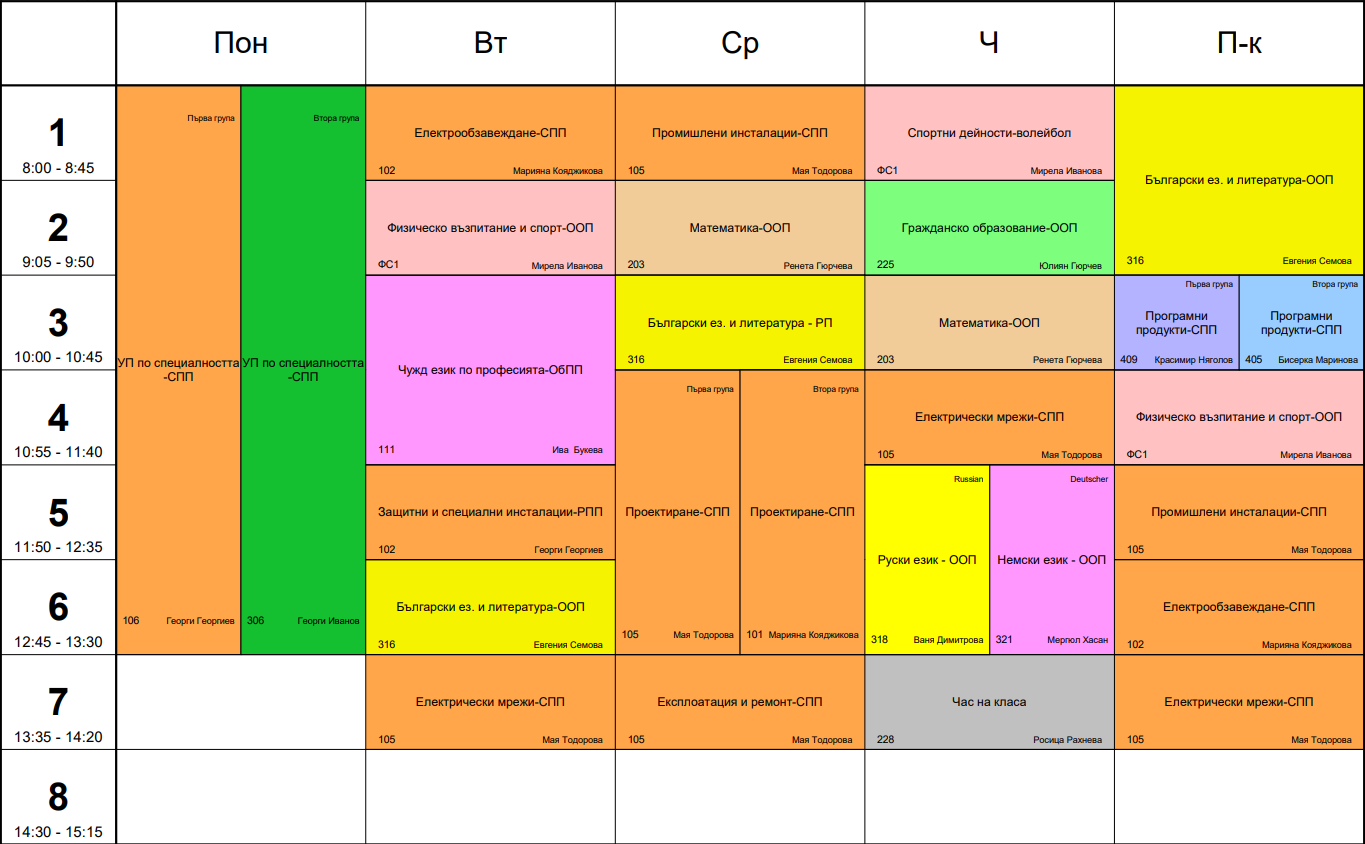 Пон
Вт
Ср
Ч
П-к
1
8:00 - 8:45
Първа група
УП по специалността
-СПП
106
Георги Георгиев
Втора група
УП по специалността
-СПП
306
Георги Иванов
Електрообзавеждане-СПП
102
Марияна Кояджикова
Промишлени инсталации-СПП
105
Мая Тодорова
Спортни дейности-волейбол
ФС1
Мирела Иванова
Български ез. и литература-ООП
316
Евгения Семова
2
9:05 - 9:50
Физическо възпитание и спорт-ООП
ФС1
Мирела Иванова
Математика-ООП
203
Ренета Гюрчева
Гражданско образование-ООП
225
Юлиян Гюрчев
3
10:00 - 10:45
Чужд език по професията-ОбПП
111
Ива Букева
Български ез. и литература - РП
316
Евгения Семова
Математика-ООП
203
Ренета Гюрчева
Първа група
Програмни
продукти-СПП
409
Красимир Няголов
Втора група
Програмни
продукти-СПП
405
Бисерка Маринова
4
10:55 - 11:40
Първа група
Проектиране-СПП
105
Мая Тодорова
Втора група
Проектиране-СПП
101
Марияна Кояджикова
Електрически мрежи-СПП
105
Мая Тодорова
Физическо възпитание и спорт-ООП
ФС1
Мирела Иванова
5
11:50 - 12:35
Защитни и специални инсталации-РПП
102
Георги Георгиев
Russian
Руски език - ООП
318
Ваня Димитрова
Deutscher
Немски език - ООП
321
Мергюл Хасан
Промишлени инсталации-СПП
105
Мая Тодорова
6
12:45 - 13:30
Български ез. и литература-ООП
316
Евгения Семова
Електрообзавеждане-СПП
102
Марияна Кояджикова
7
13:35 - 14:20
Електрически мрежи-СПП
105
Мая Тодорова
Експлоатация и ремонт-СПП
105
Мая Тодорова
Час на класа
228
Росица Рахнева
Електрически мрежи-СПП
105
Мая Тодорова
8
14:30 - 15:15